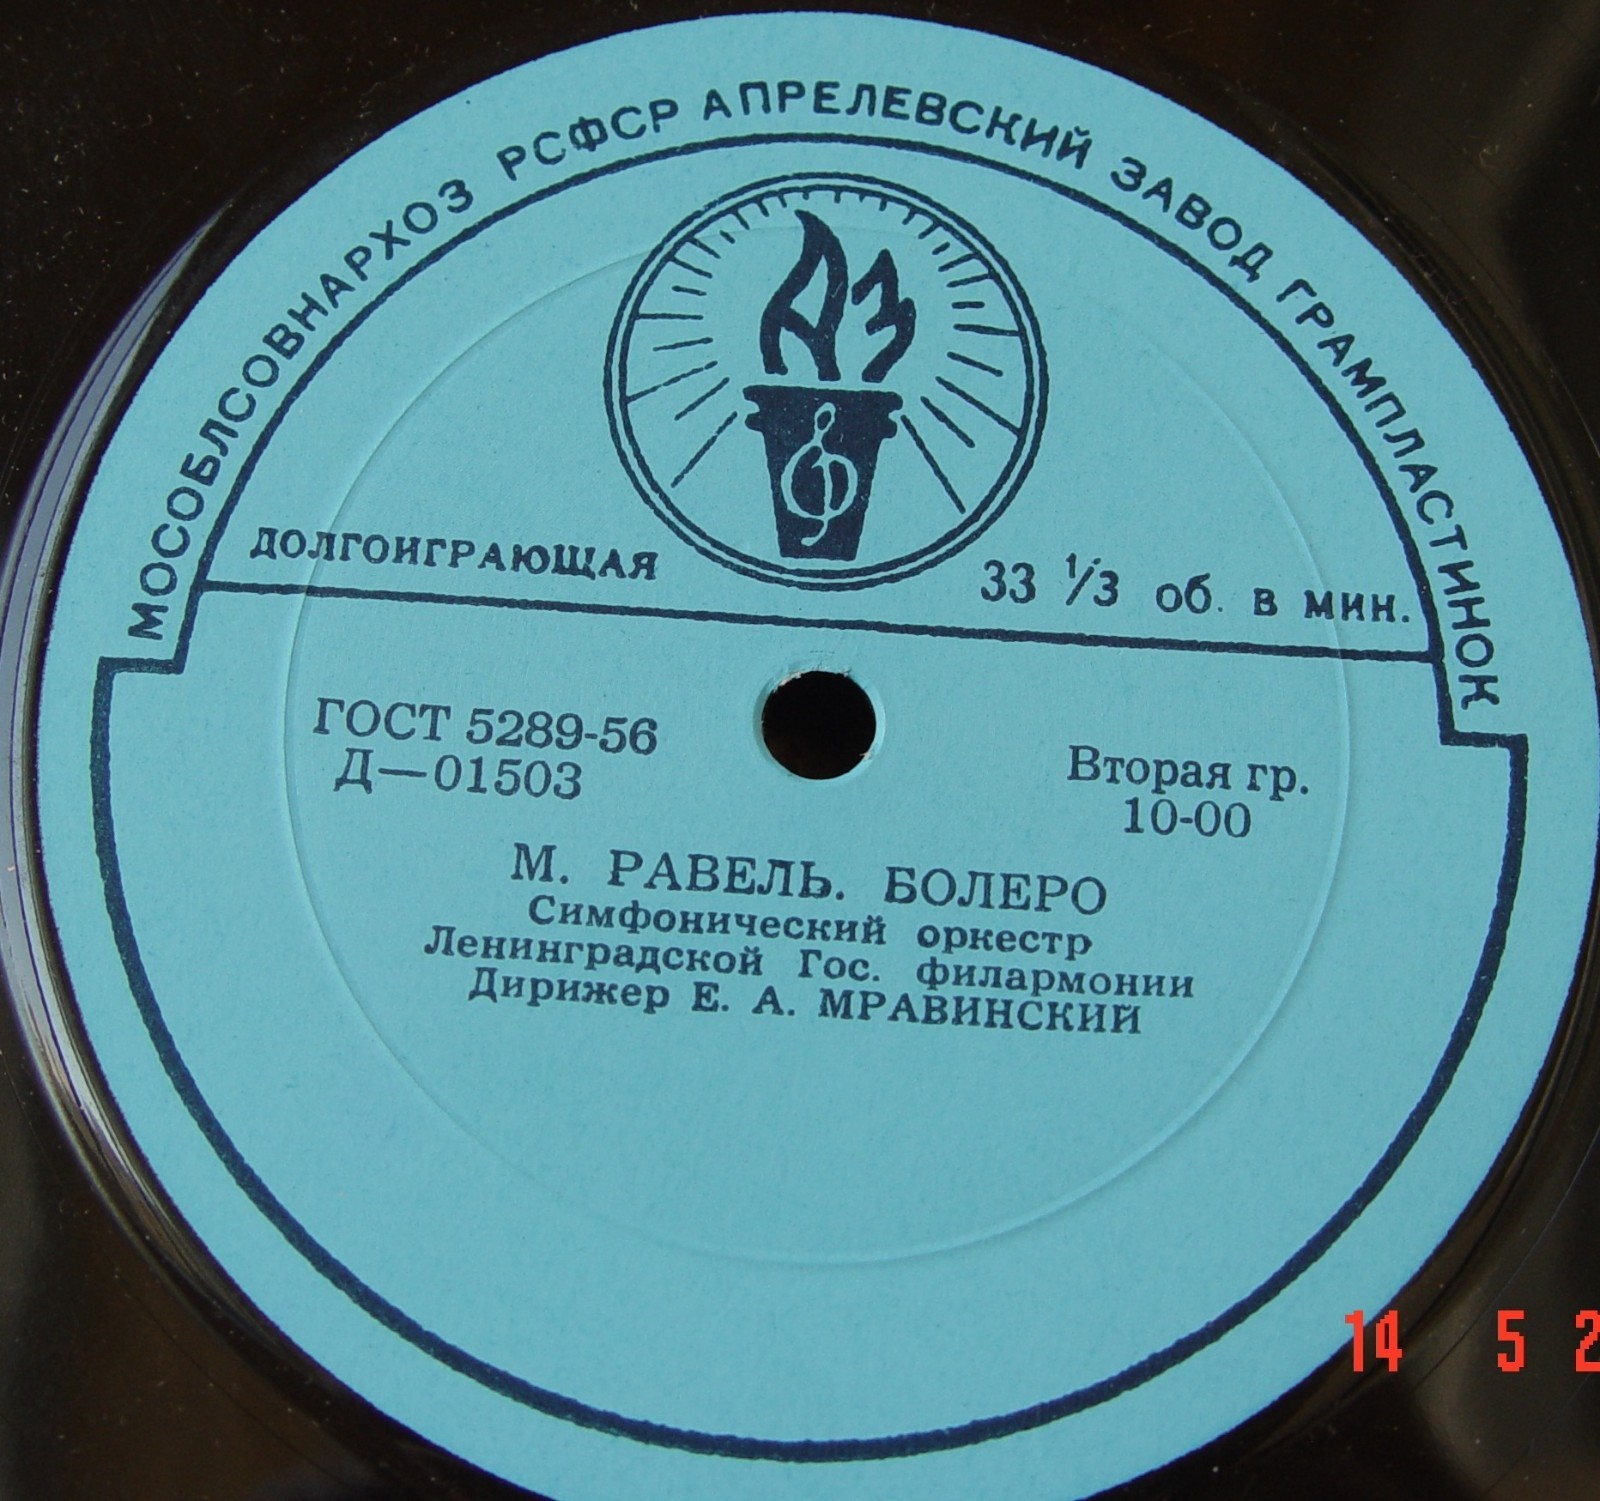 МОСОБЛСОВНАРХОЗ РСФСР АПРЕЛЕВСКИЙ ЗАВОД ГРАМПЛАСТИНОК
АЗ
ДОЛГОИГРАЮЩАЯ
33 1/3 об. в мин.
ГОСТ 5289-56
Д—01503
Вторая гр.
10-00
М. РАВЕЛЬ. БОЛЕРО
Симфонический оркестр
Ленинградской Гос. филармонии
Дирижер Е. А. МРАВИНСКИЙ
14 5 2